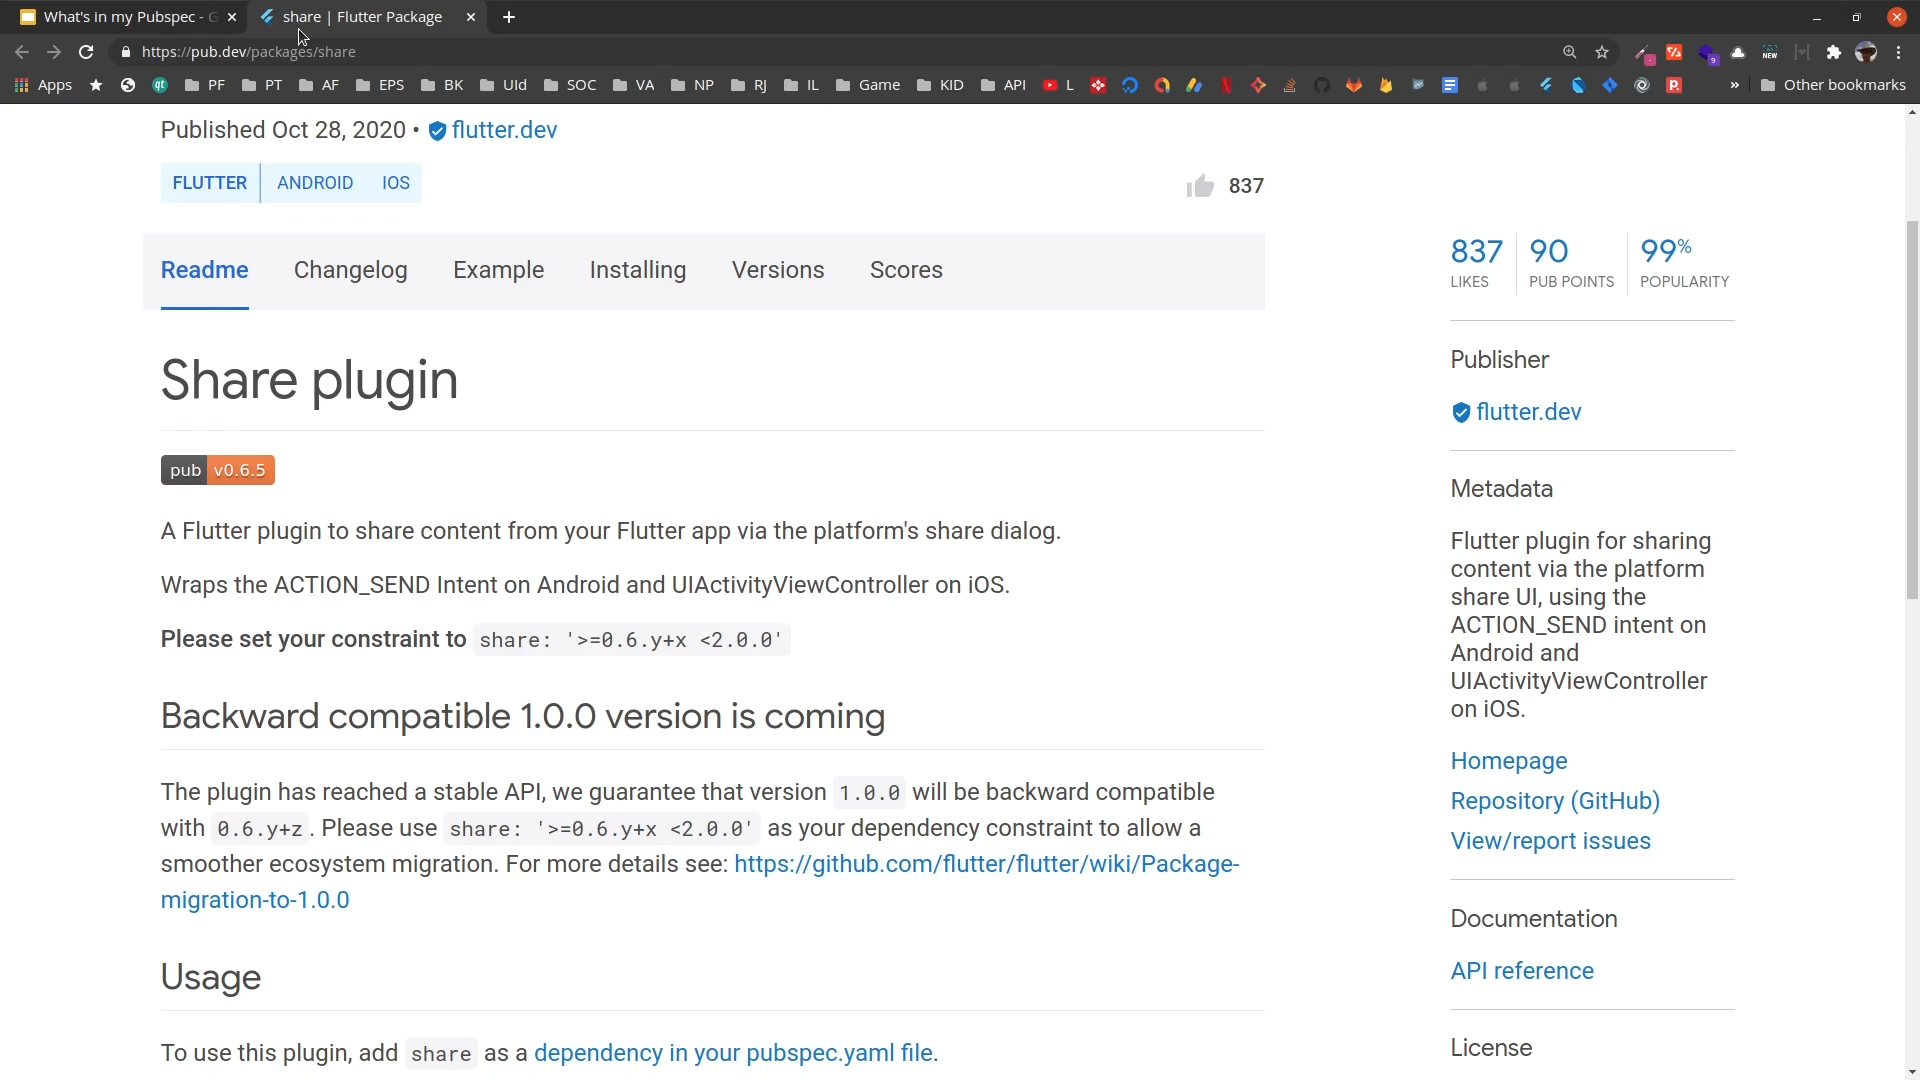 What's in my Pubspec - G
share | Flutter Package
https://pub.dev/packages/share
Apps
qt
PF
PT
AF
EPS
BK
UId
SOC
VA
NP
RJ
IL
Game
KID
API
L
»
Other bookmarks
9
NEW
Published Oct 28, 2020 • flutter.dev
FLUTTER ANDROID IOS
837
Readme Changelog Example Installing Versions Scores
837 LIKES
90 PUB POINTS
99% POPULARITY
Share plugin
pub v0.6.5
A Flutter plugin to share content from your Flutter app via the platform's share dialog.
Wraps the ACTION_SEND Intent on Android and UIActivityViewController on iOS.
Please set your constraint to share: '>=0.6.y+x <2.0.0'
Backward compatible 1.0.0 version is coming
The plugin has reached a stable API, we guarantee that version 1.0.0 will be backward compatible
with 0.6.y+z. Please use share: '>=0.6.y+x <2.0.0' as your dependency constraint to allow a
smoother ecosystem migration. For more details see: https://github.com/flutter/flutter/wiki/Package-
migration-to-1.0.0
Usage
To use this plugin, add share as a dependency in your pubspec.yaml file.
Publisher
flutter.dev
Metadata
Flutter plugin for sharing
content via the platform
share UI, using the
ACTION_SEND intent on
Android and
UIActivityViewController
on iOS.
Homepage
Repository (GitHub)
View/report issues
Documentation
API reference
License